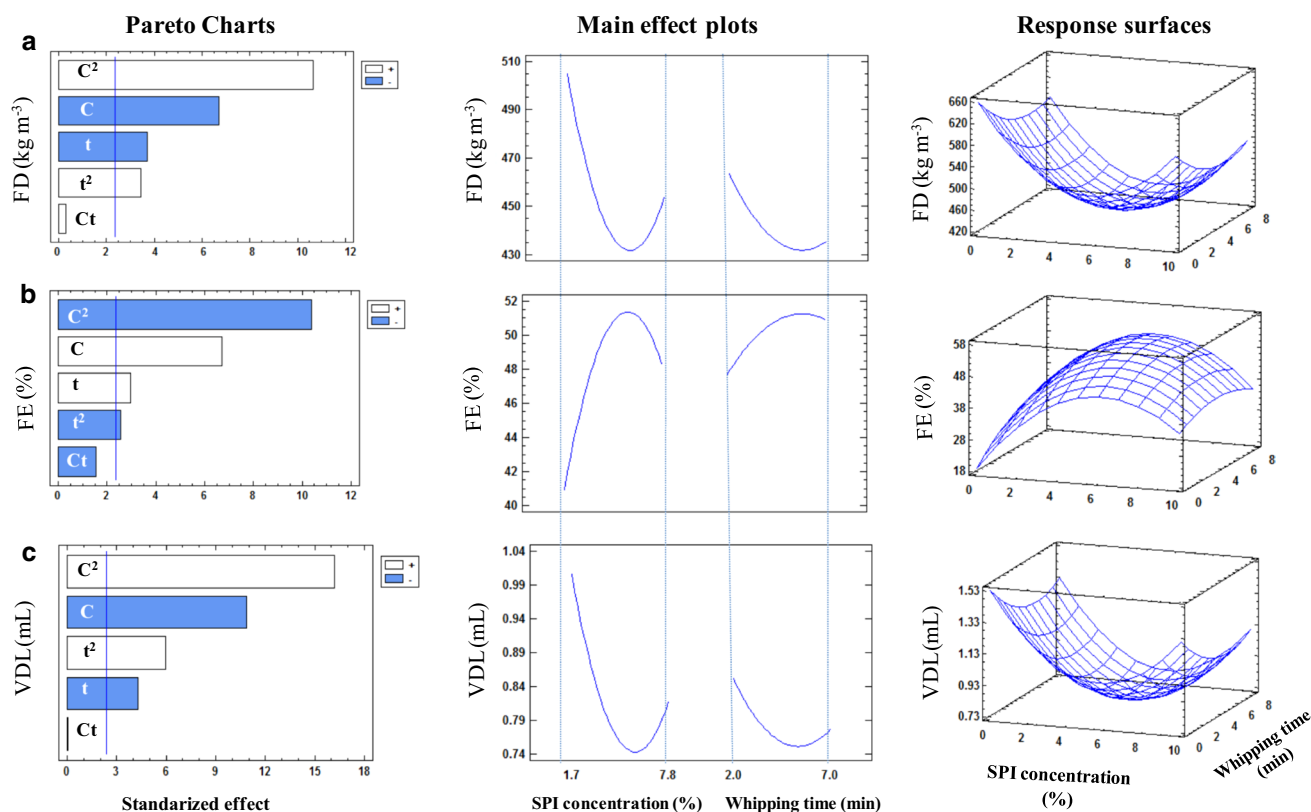 Pareto Charts
Main effect plots
Response surfaces
a
FD (kg m-3)
C2
C
t
t2
Ct
+
-
0 2 4 6 8 10 12
FD (kg m-3)
510
490
470
450
430
FD (kg m-3)
660
620
580
540
500
460
420
0 2 4 6 8 10
0 2 4 6 8
b
FE (%)
C2
C
t
t2
Ct
+
-
0 2 4 6 8 10 12
FE (%)
52
50
48
46
44
42
40
FE (%)
58
48
38
28
18
0 2 4 6 8 10
0 2 4 6 8
c
VDL(mL)
C2
C
t2
t
Ct
+
-
0 3 6 9 12 15 18
Standarized effect
VDL (mL)
1.04
0.99
0.94
0.89
0.84
0.79
0.74
1.7 7.8 2.0 7.0
SPI concentration (%) Whipping time (min)
VDL (mL)
1.53
1.33
1.13
0.93
0.73
0 2 4 6 8 10
0 2 4 6 8
SPI concentration
(%)
Whipping time
(min)